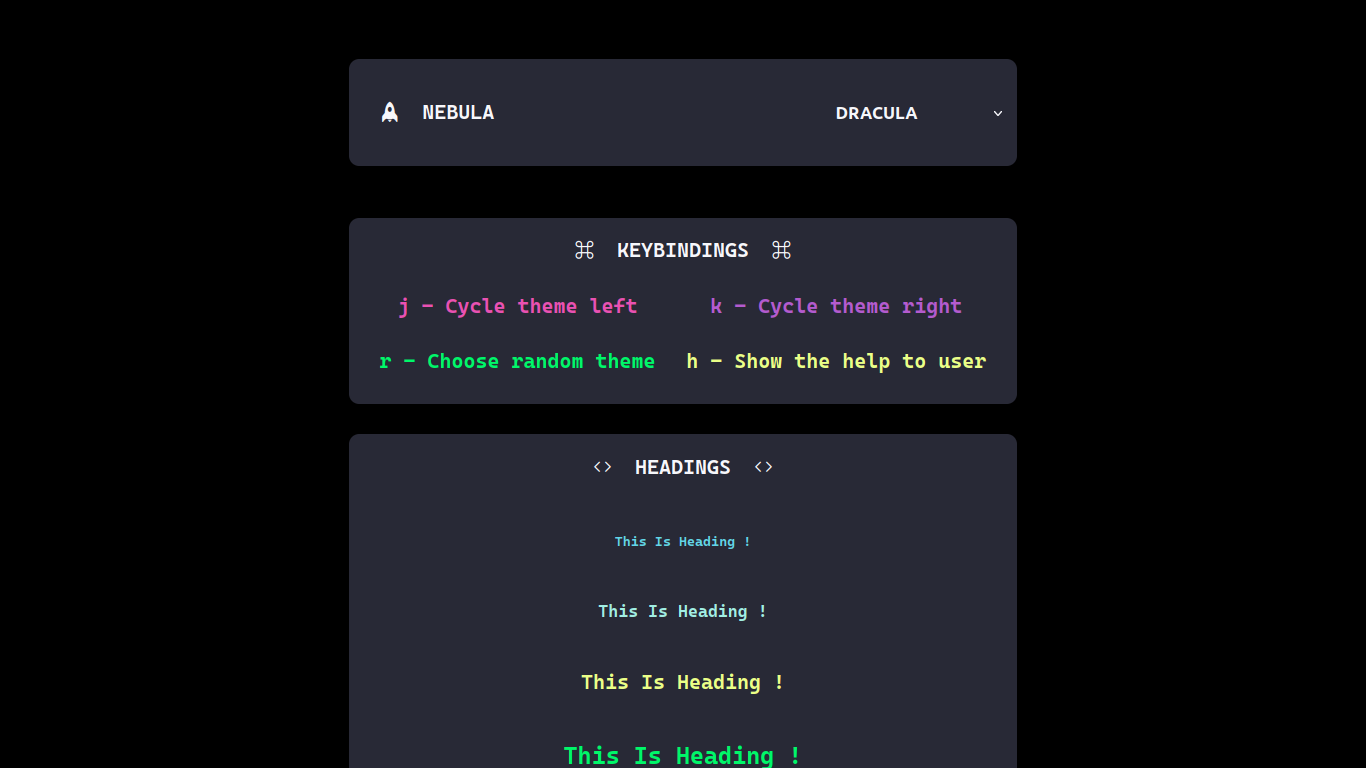 NEBULA DRACULA
⌘ KEYBINDINGS ⌘
j - Cycle theme left k - Cycle theme right
r - Choose random theme h - Show the help to user
<> HEADINGS <>
This Is Heading !
This Is Heading !
This Is Heading !
This Is Heading !